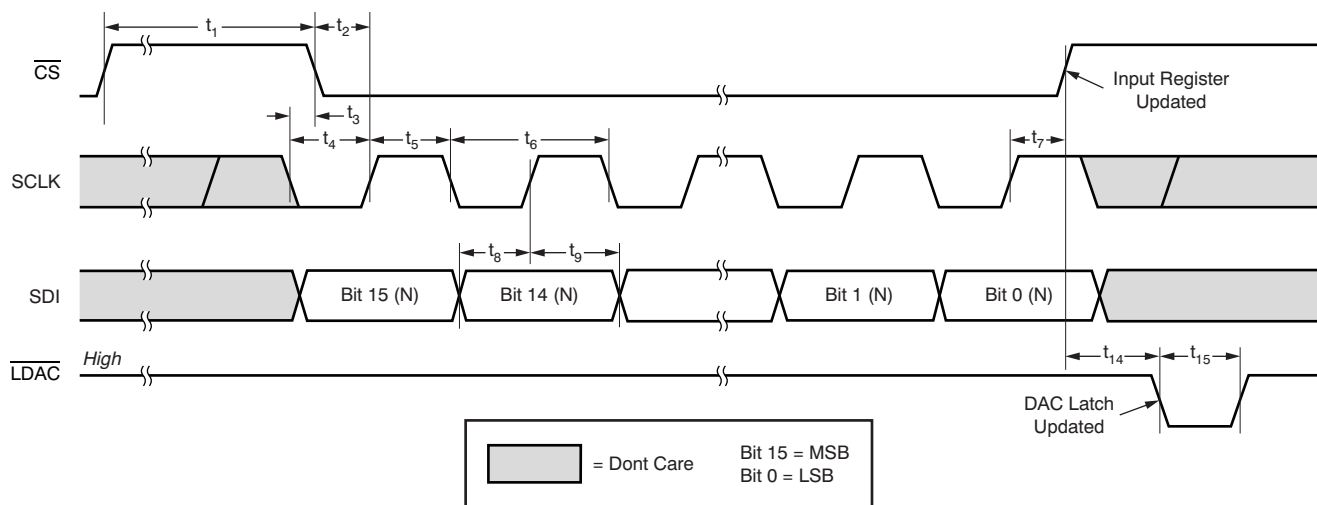 t1
t2
CS
Input Register
Updated
t3
t4
t5
t6
t7
SCLK
t8
t9
SDI
Bit 15 (N)
Bit 14 (N)
Bit 1 (N)
Bit 0 (N)
High
LDAC
t14
t15
DAC Latch
Updated
= Dont Care
Bit 15 = MSB
Bit 0 = LSB